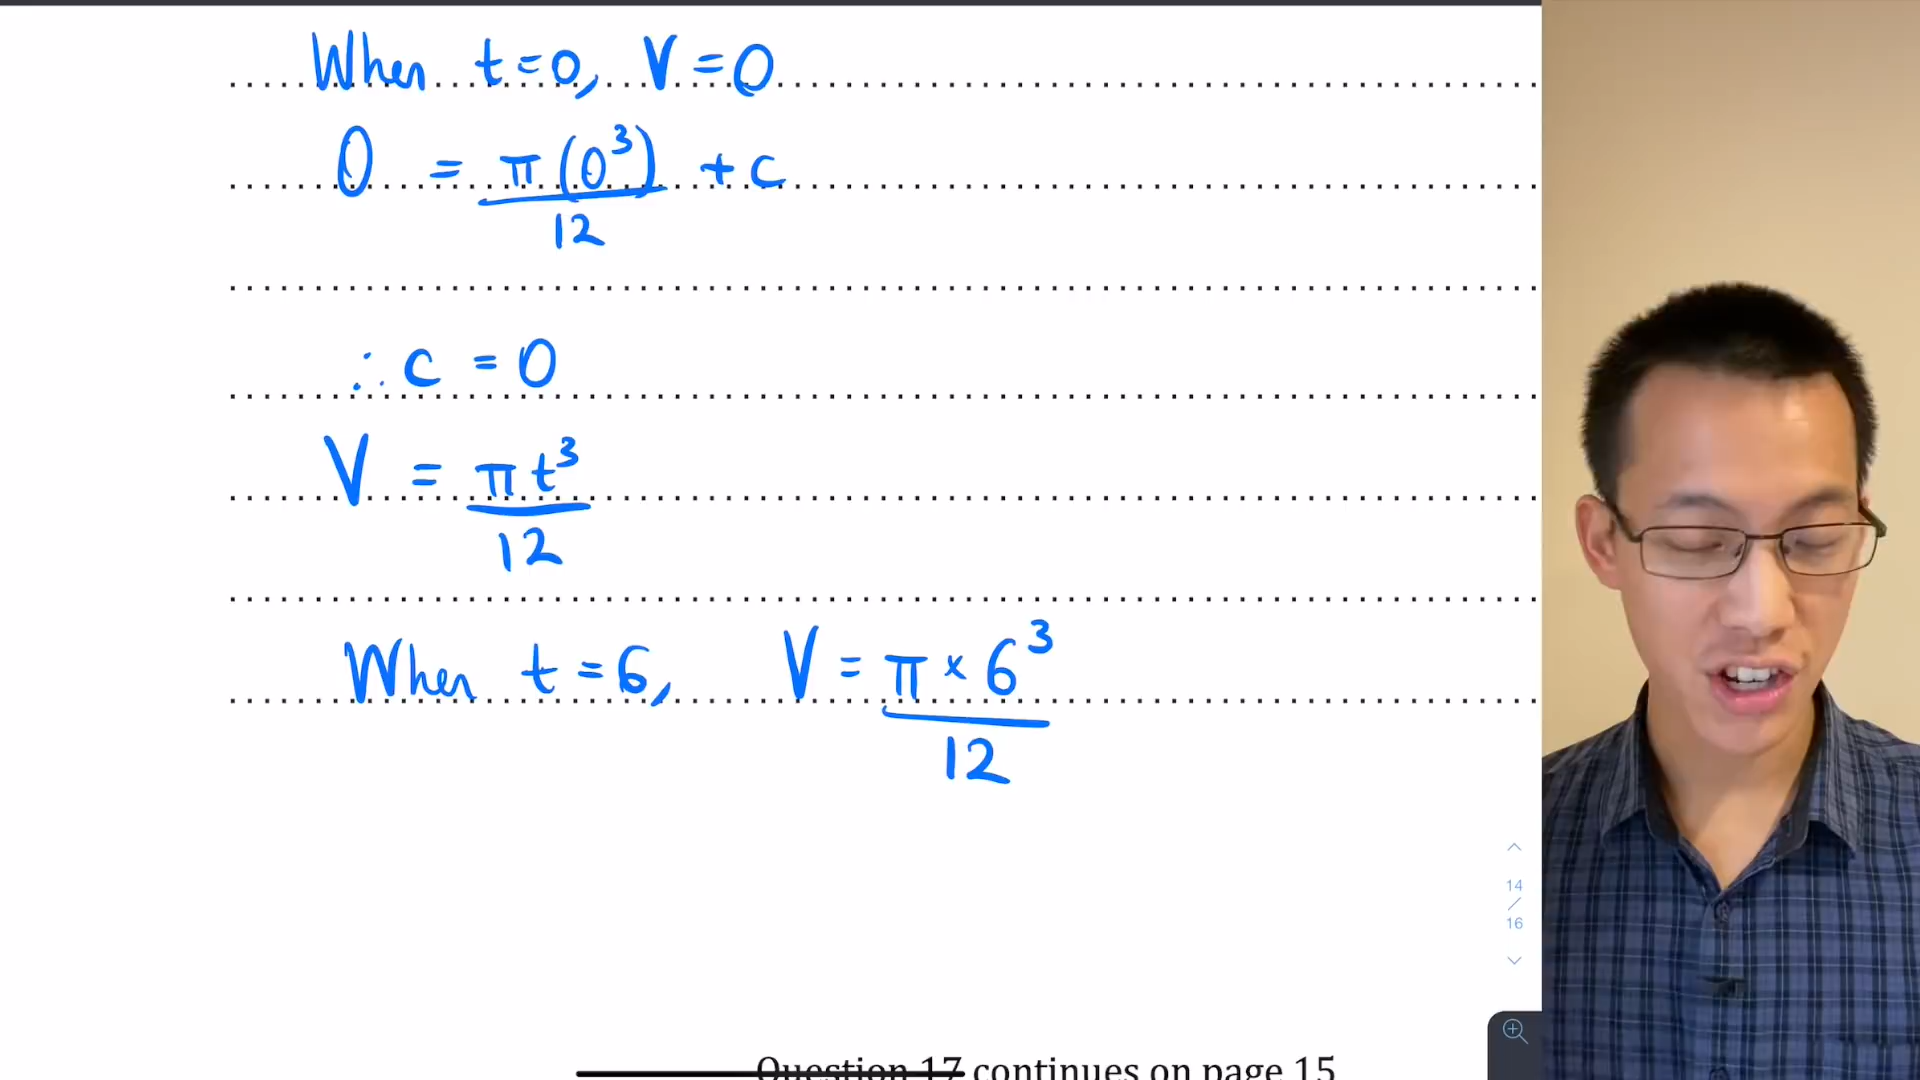 When t=0, V=0
0 = π(0³)/12 + c
∴ c = 0
V = πt³/12
When t=6, V = π×6³/12
14
/
16
Question 17 continues on page 15